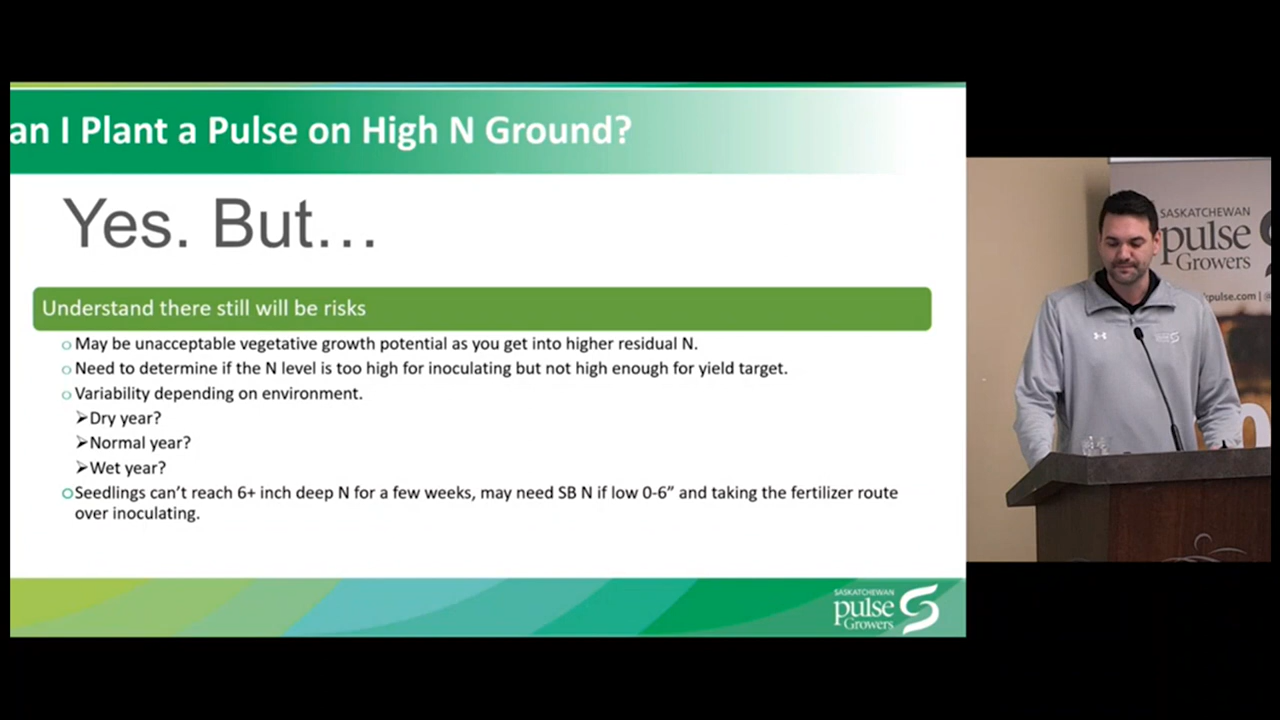 an I Plant a Pulse on High N Ground?
Yes. But…
Understand there still will be risks
o May be unacceptable vegetative growth potential as you get into higher residual N.
o Need to determine if the N level is too high for inoculating but not high enough for yield target.
o Variability depending on environment.
➢Dry year?
➢Normal year?
➢Wet year?
o Seedlings can't reach 6+ inch deep N for a few weeks, may need SB N if low 0-6” and taking the fertilizer route
over inoculating.
SASKATCHEWAN
pulse
Growers
SASKATCHEWAN
pulse
Growers
kpulse.com | @